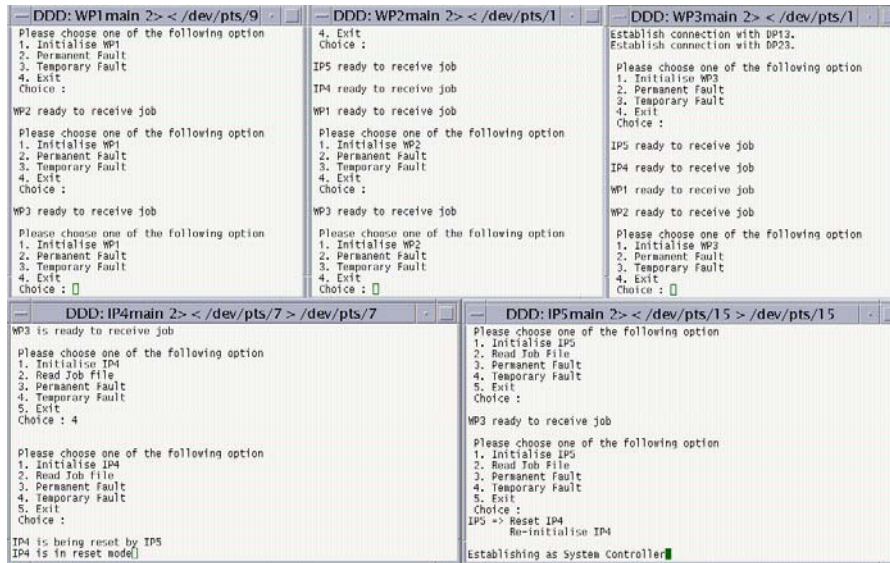 DDD: WP1main 2> < /dev/pts/9
Please choose one of the following option
1. Initialise WP1
2. Permanent Fault
3. Temporary Fault
4. Exit
Choice :
WP2 ready to receive job
Please choose one of the following option
1. Initialise WP1
2. Permanent Fault
3. Temporary Fault
4. Exit
Choice :
WP3 ready to receive job
Please choose one of the following option
1. Initialise WP1
2. Permanent Fault
3. Temporary Fault
4. Exit
Choice :
DDD: WP2main 2> < /dev/pts/1
4. Exit
Choice :
IP5 ready to receive job
IP4 ready to receive job
WP1 ready to receive job
Please choose one of the following option
1. Initialise WP2
2. Permanent Fault
3. Temporary Fault
4. Exit
Choice :
WP3 ready to receive job
Please choose one of the following option
1. Initialise WP2
2. Permanent Fault
3. Temporary Fault
4. Exit
Choice :
DDD: WP3main 2> < /dev/pts/1
Establish connection with DP13.
Establish connection with DP23.
Please choose one of the following option
1. Initialise WP3
2. Permanent Fault
3. Temporary Fault
4. Exit
Choice :
IP5 ready to receive job
IP4 ready to receive job
WP1 ready to receive job
WP2 ready to receive job
Please choose one of the following option
1. Initialise WP3
2. Permanent Fault
3. Temporary Fault
4. Exit
Choice :
DDD: IP4main 2> < /dev/pts/7 > /dev/pts/7
WP3 is ready to receive job
Please choose one of the following option
1. Initialise IP4
2. Read Job File
3. Permanent Fault
4. Temporary Fault
5. Exit
Choice : 4
Please choose one of the following option
1. Initialise IP4
2. Read Job file
3. Permanent Fault
4. Temporary Fault
5. Exit
Choice :
IP4 is being reset by IP5
IP4 is in reset mode
DDD: IP5main 2> < /dev/pts/15 > /dev/pts/15
Please choose one of the following option
1. Initialise IP5
2. Read Job File
3. Permanent Fault
4. Temporary Fault
5. Exit
Choice :
WP3 ready to receive job
Please choose one of the following option
1. Initialise IP5
2. Read Job File
3. Permanent Fault
4. Temporary Fault
5. Exit
Choice :
IP5 => Reset IP4
Re-initialise IP4
Establishing as System Controller